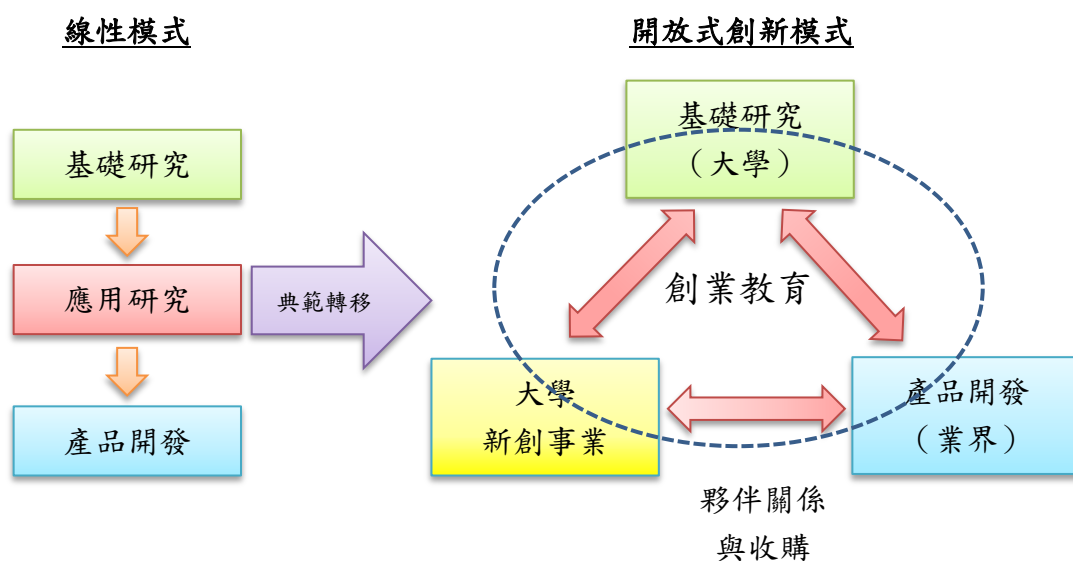 線性模式
基礎研究
應用研究
產品開發
典範轉移
開放式創新模式
基礎研究
（大學）
創業教育
大學
新創事業
產品開發
（業界）
夥伴關係
與收購